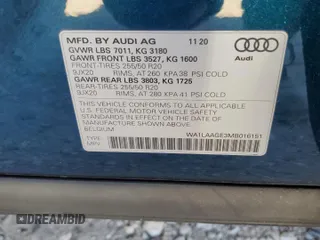 MFD. BY AUDI AG 11 20
GVWR LBS 7011, KG 3180
GAWR FRONT LBS 3527, KG 1600
FRONT-TIRES 255/50 R20
9JX20 RIMS, AT 260 KPA 38 PSI COLD
GAWR REAR LBS 3803, KG 1725
REAR-TIRES 255/50 R20
9JX20 RIMS, AT 280 KPA 41 PSI COLD
THIS VEHICLE CONFORMS TO ALL APPLICABLE
U.S. FEDERAL MOTOR VEHICLE SAFETY STANDARDS
IN EFFECT ON THE DATE OF MANUFACTURE SHOWN ABOVE.
BELGIUM
WA1LAAGE3MB016151
Audi
© DREAMBID